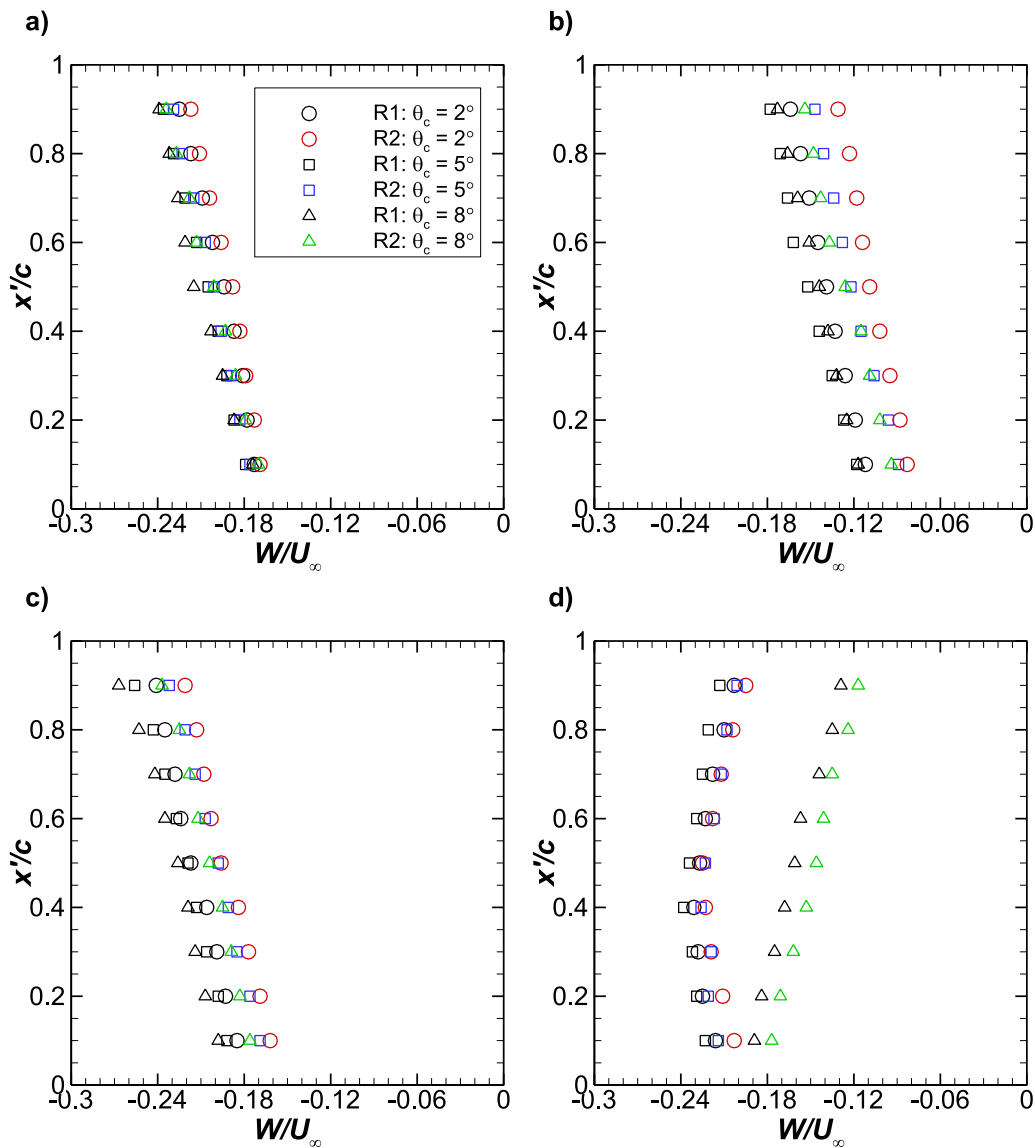 a)
b)
1
0.8
0.6
0.4
0.2
0
x'/c
R1: θc = 2°
R2: θc = 2°
R1: θc = 5°
R2: θc = 5°
R1: θc = 8°
R2: θc = 8°
-0.3 -0.24 -0.18 -0.12 -0.06 0
W/U∞
1
0.8
0.6
0.4
0.2
0
x'/c
-0.3 -0.24 -0.18 -0.12 -0.06 0
W/U∞
c)
d)
1
0.8
0.6
0.4
0.2
0
x'/c
-0.3 -0.24 -0.18 -0.12 -0.06 0
W/U∞
1
0.8
0.6
0.4
0.2
0
x'/c
-0.3 -0.24 -0.18 -0.12 -0.06 0
W/U∞